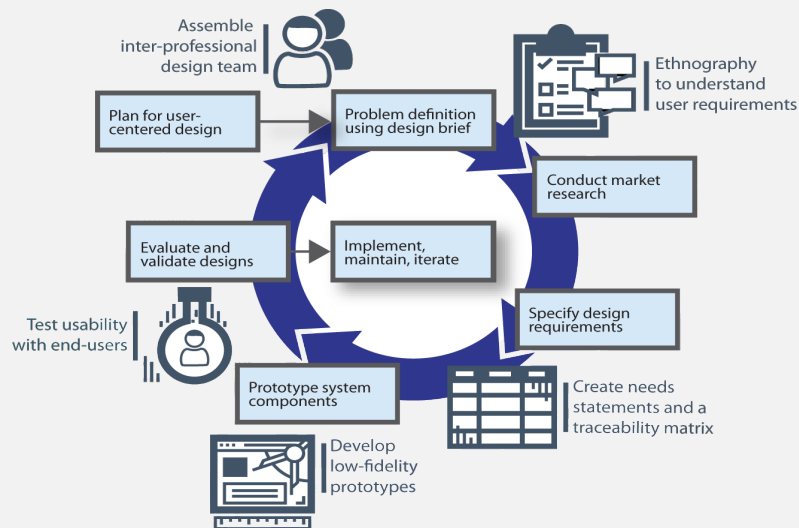 Assemble
inter-professional
design team
Ethnography
to understand
user requirements
Plan for user-
centered design
Problem definition
using design brief
Conduct market
research
Evaluate and
validate designs
Implement,
maintain, iterate
Specify design
requirements
Test usability
with end-users
Prototype system
components
Create needs
statements and a
traceability matrix
Develop
low-fidelity
prototypes